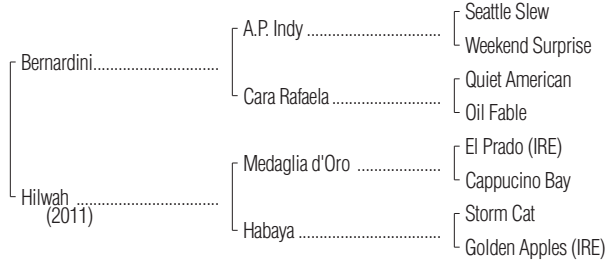 Seattle Slew
A.P. Indy ................................
Weekend Surprise
Bernardini..............................
Quiet American
Cara Rafaela ..........................
Oil Fable
El Prado (IRE)
Medaglia d'Oro ....................
Cappucino Bay
Hilwah ..................................
(2011)
Storm Cat
Habaya ..................................
Golden Apples (IRE)